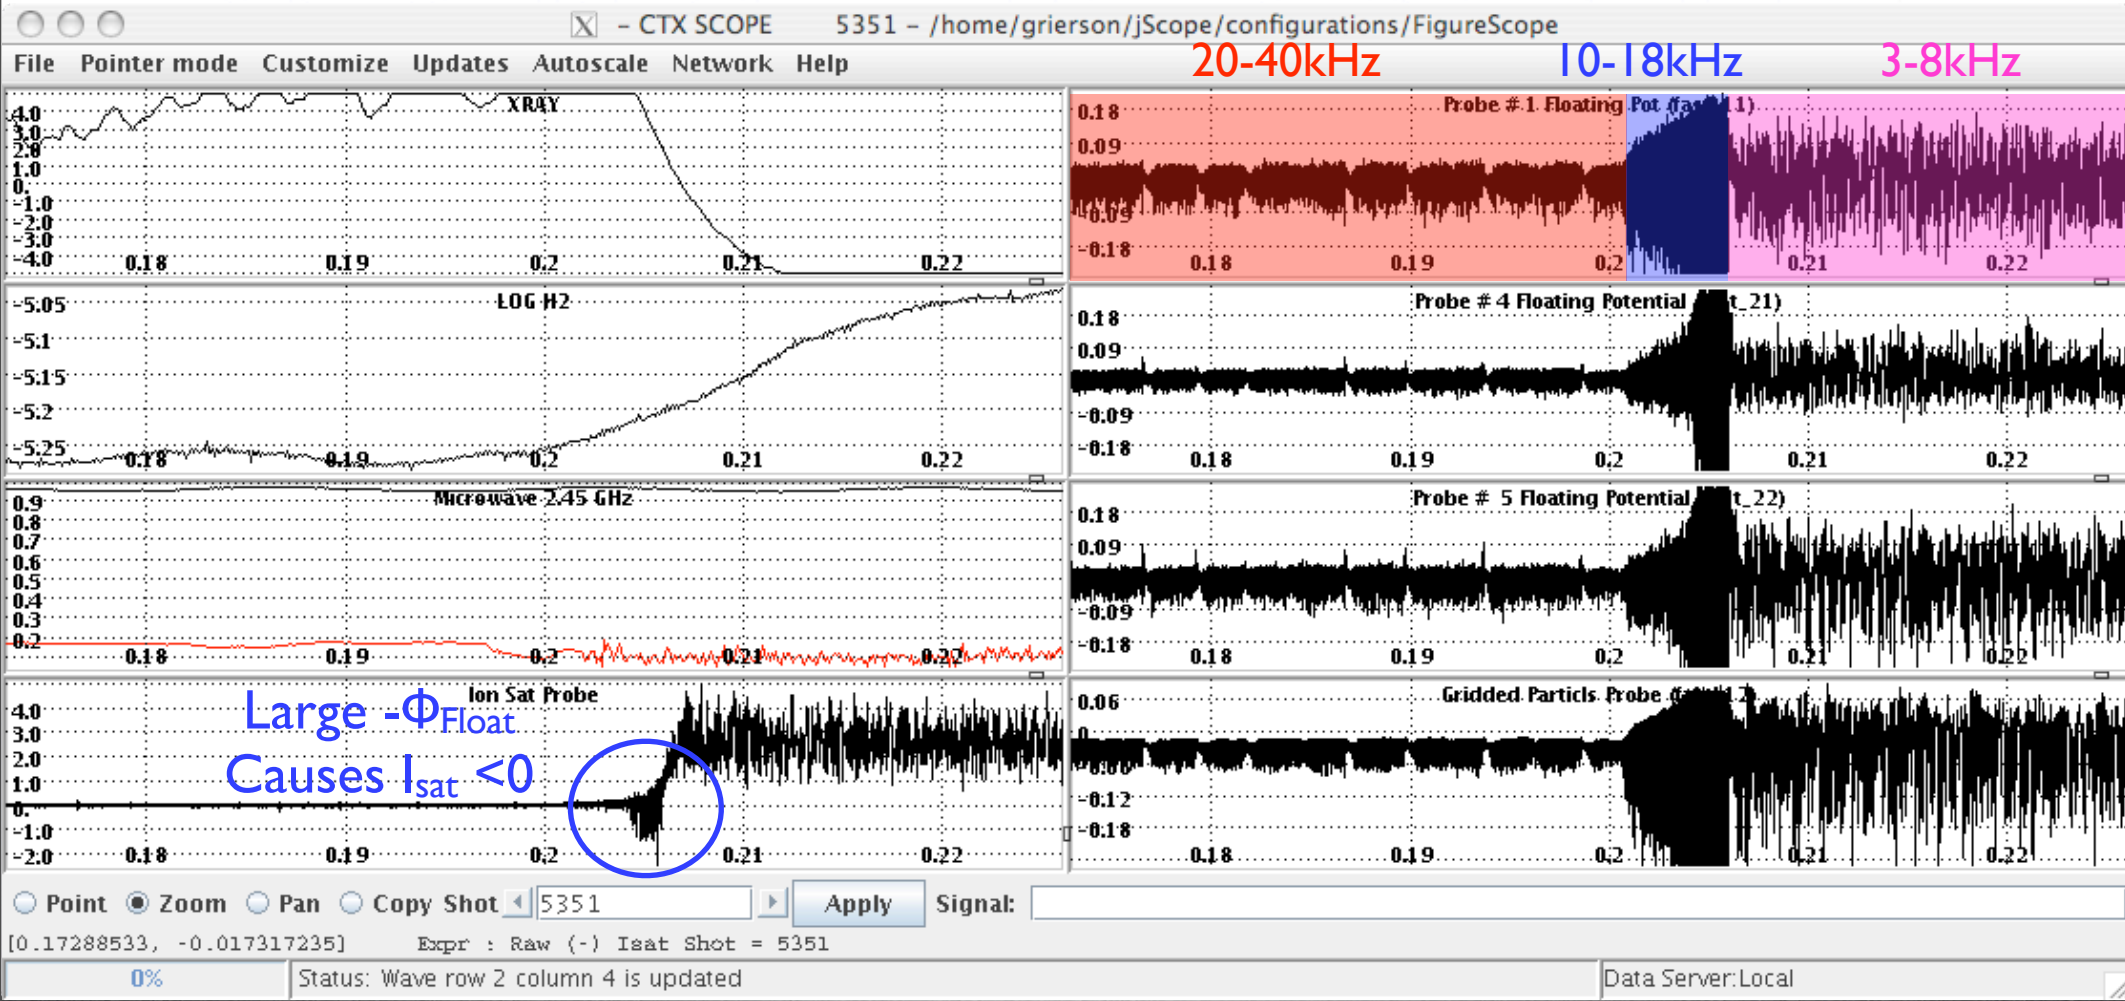 X – CTX SCOPE 5351 – /home/grierson/jScope/configurations/FigureScope
File Pointer mode Customize Updates Autoscale Network Help
20-40kHz 10-18kHz 3-8kHz
XRAY
4.0
3.0
2.0
1.0
0.
-1.0
-2.0
-3.0
-4.0
0.18 0.19 0.2 0.21 0.22
LOG H2
-5.05
-5.1
-5.15
-5.2
-5.25
0.18 0.19 0.2 0.21 0.22
Microwave 2.45 GHz
0.9
0.8
0.7
0.6
0.5
0.4
0.3
0.2
0.18 0.19 0.2 0.21 0.22
Ion Sat Probe
Large -ΦFloat
Causes Isat <0
4.0
3.0
2.0
1.0
0.
-1.0
-2.0
0.18 0.19 0.2 0.21 0.22
Probe # 1 Floating Pot 1)
0.18
0.09
-0.09
-0.18
0.18 0.19 0.2 0.21 0.22
Probe # 4 Floating Potential t_21)
0.18
0.09
-0.09
-0.18
0.18 0.19 0.2 0.21 0.22
Probe # 5 Floating Potential t_22)
0.18
0.09
-0.09
-0.18
0.18 0.19 0.2 0.21 0.22
Gridded Particls Probe
0.06
-0.12
-0.18
0.18 0.19 0.2 0.21 0.22
Point Zoom Pan Copy Shot 5351 Apply Signal:
[0.17288533, -0.017317235] Expr : Raw (-) Isat Shot = 5351
0% Status: Wave row 2 column 4 is updated Data Server:Local